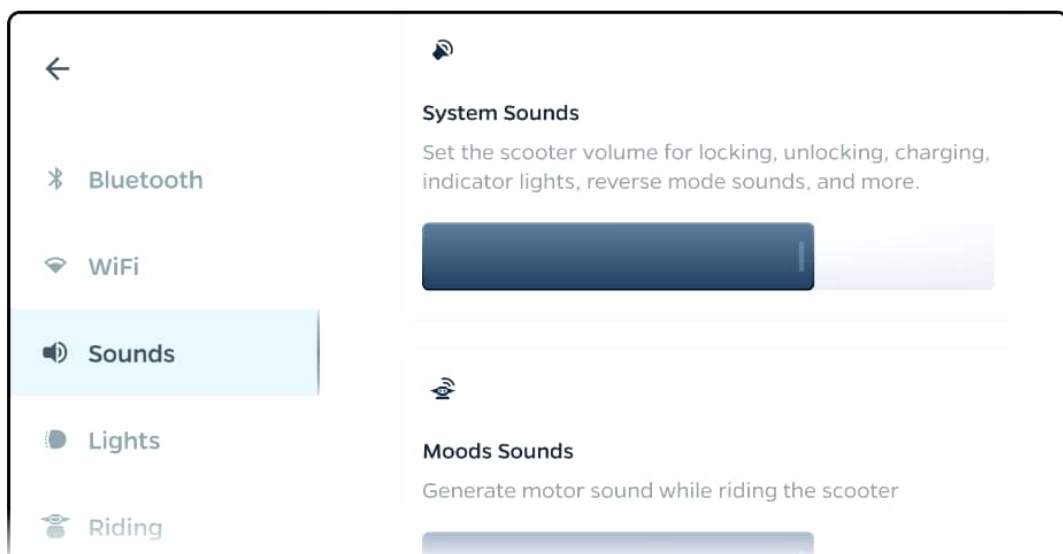 Bluetooth
WiFi
Sounds
Lights
Riding
System Sounds
Set the scooter volume for locking, unlocking, charging,
indicator lights, reverse mode sounds, and more.
Moods Sounds
Generate motor sound while riding the scooter